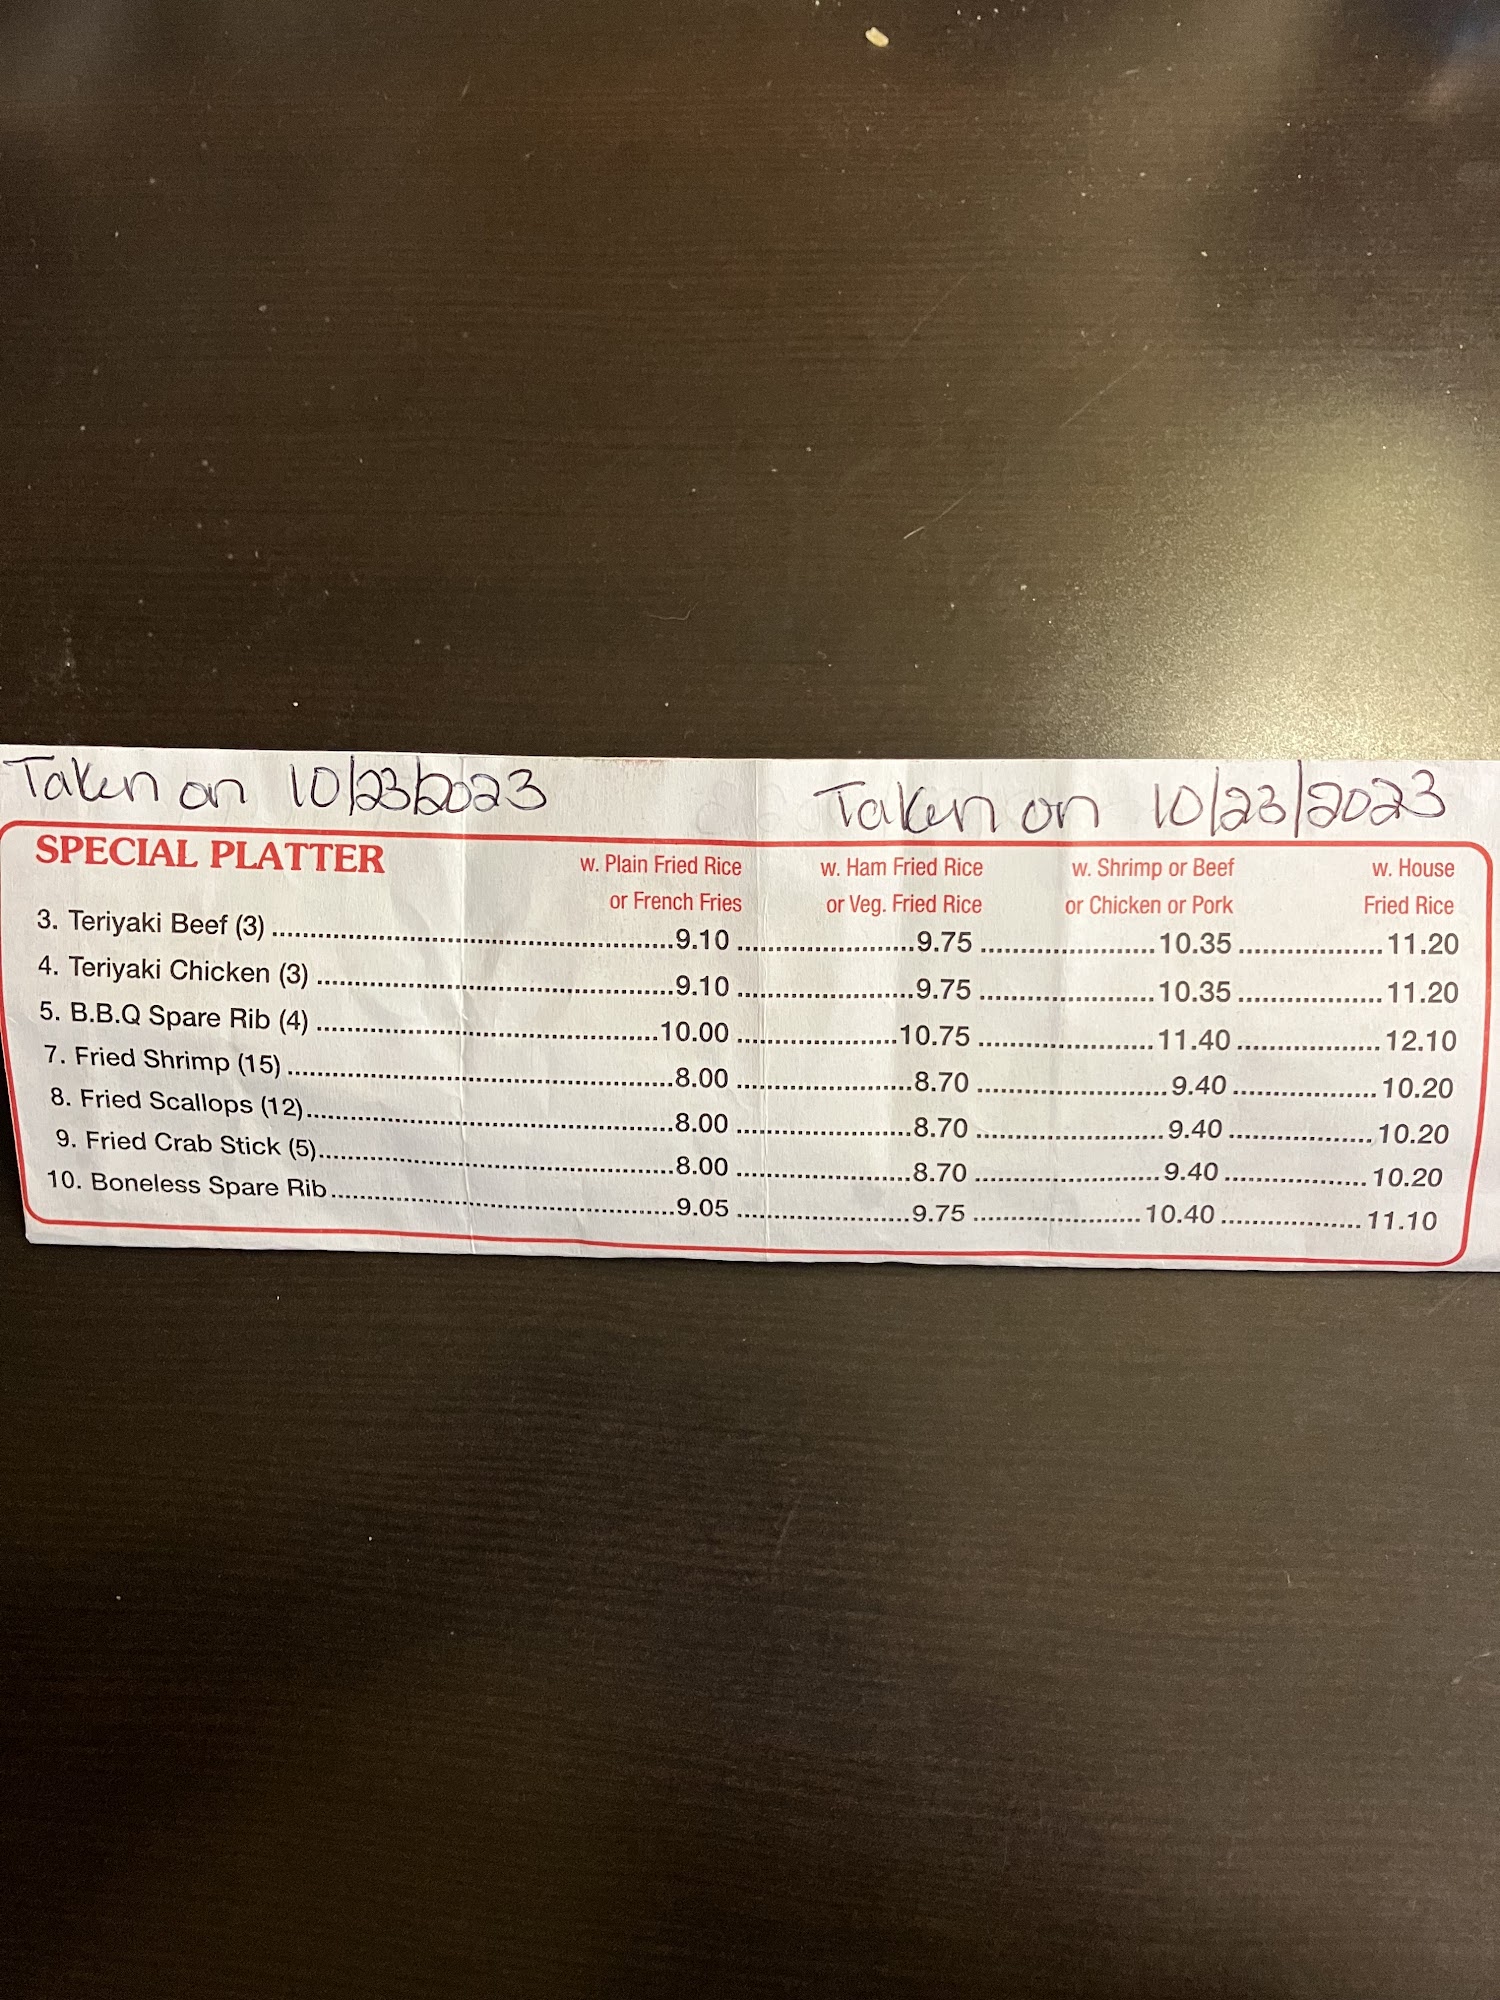 Taken on 10/23/2023 Taken on 10/23/2023
SPECIAL PLATTER w. Plain Fried Rice w. Ham Fried Rice w. Shrimp or Beef w. House
or French Fries or Veg. Fried Rice or Chicken or Pork Fried Rice
3. Teriyaki Beef (3) 9.10 9.75 10.35 11.20
4. Teriyaki Chicken (3) 9.10 9.75 10.35 11.20
5. B.B.Q Spare Rib (4) 10.00 10.75 11.40 12.10
7. Fried Shrimp (15) 8.00 8.70 9.40 10.20
8. Fried Scallops (12) 8.00 8.70 9.40 10.20
9. Fried Crab Stick (5) 8.00 8.70 9.40 10.20
10. Boneless Spare Rib 9.05 9.75 10.40 11.10